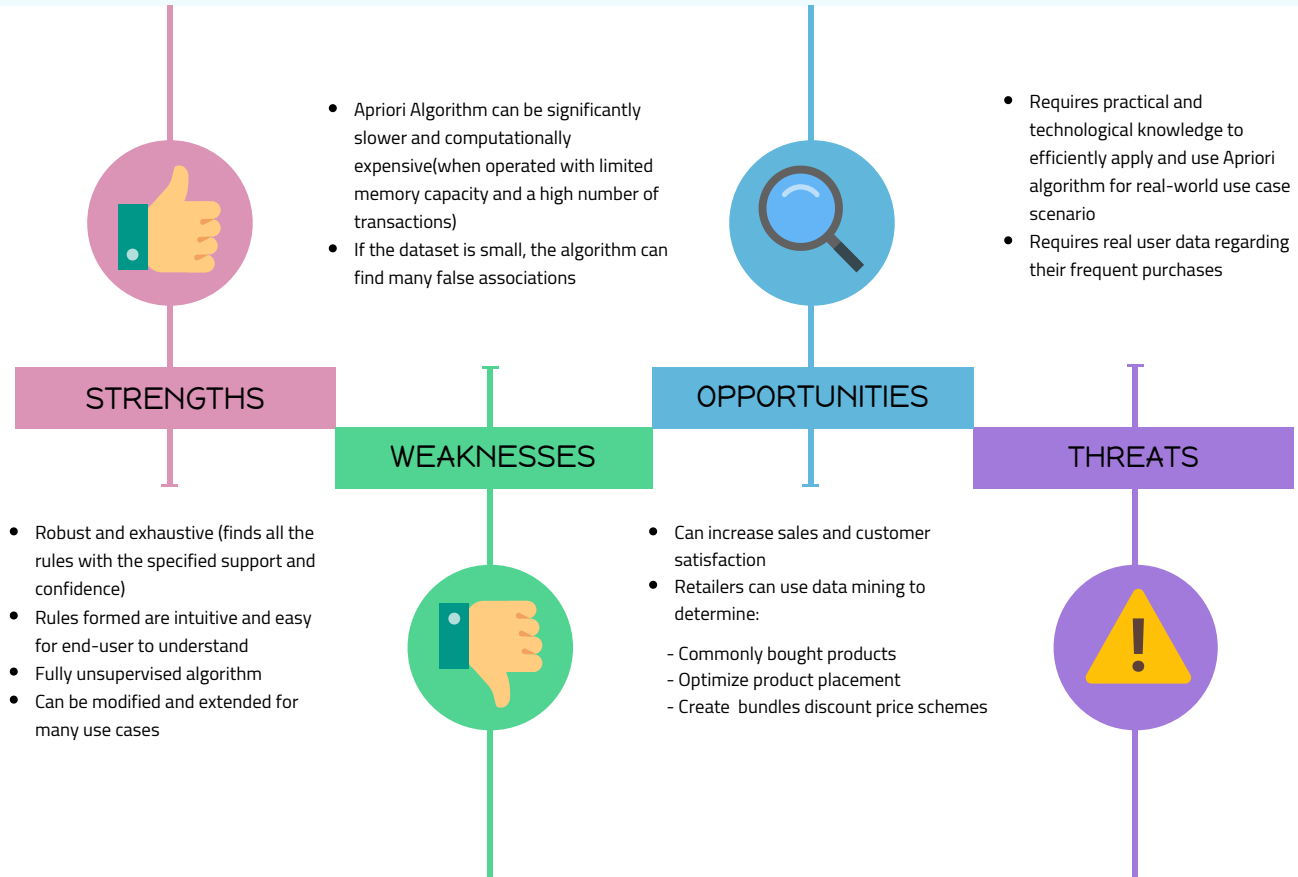 STRENGTHS
• Robust and exhaustive (finds all the
rules with the specified support and
confidence)
• Rules formed are intuitive and easy
for end-user to understand
• Fully unsupervised algorithm
• Can be modified and extended for
many use cases
• Apriori Algorithm can be significantly
slower and computationally
expensive(when operated with limited
memory capacity and a high number of
transactions)
• If the dataset is small, the algorithm can
find many false associations
WEAKNESSES
OPPORTUNITIES
• Can increase sales and customer
satisfaction
• Retailers can use data mining to
determine:
- Commonly bought products
- Optimize product placement
- Create bundles discount price schemes
• Requires practical and
technological knowledge to
efficiently apply and use Apriori
algorithm for real-world use case
scenario
• Requires real user data regarding
their frequent purchases
THREATS